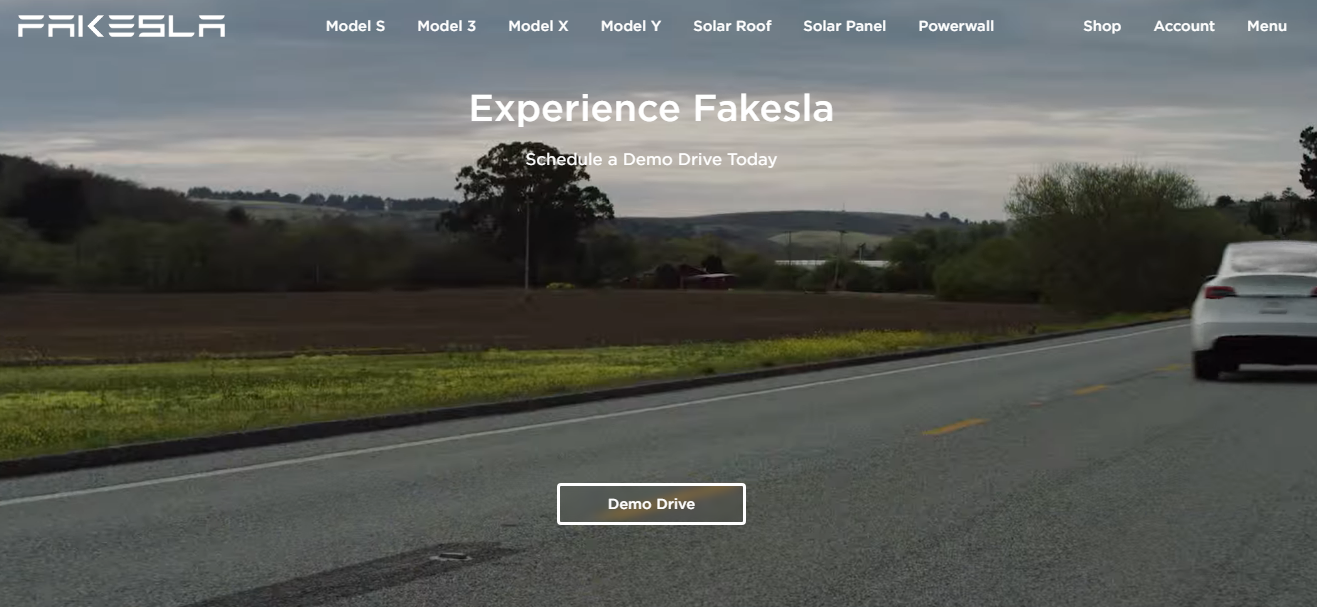 FAKESLA Model S Model 3 Model X Model Y Solar Roof Solar Panel Powerwall Shop Account Menu
Experience Fakesla
Schedule a Demo Drive Today
Demo Drive